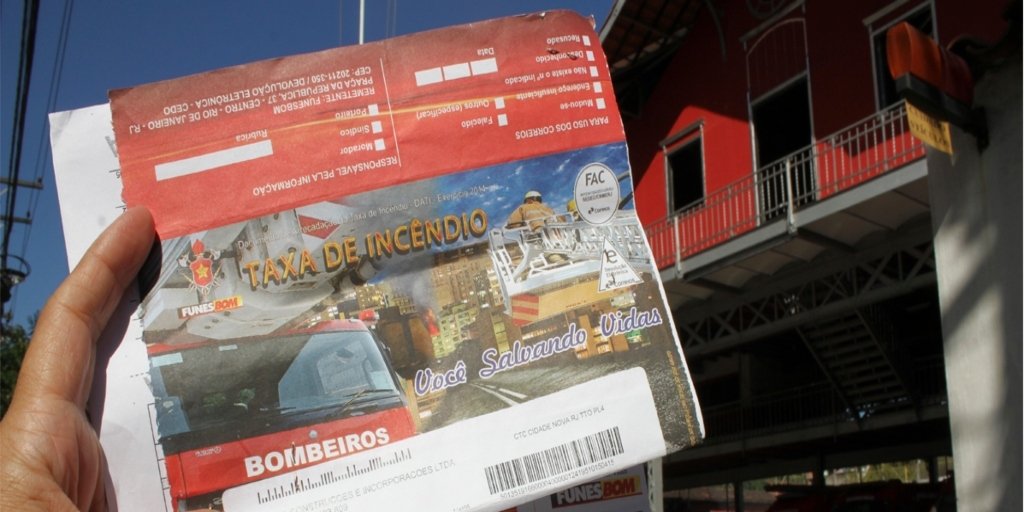 PARA USO DOS CORREIOS
Mudou-se
Endereço insuficiente
Não existe nº indicado
Desconhecido
Recusado
Falecido
Outros (especificar)
Data
RESPONSÁVEL PELA INFORMAÇÃO
Morador
Síndico
Porteiro
Rubrica
REMETENTE: FUNESBOM
PRAÇA DA REPÚBLICA, 37 - CENTRO - RIO DE JANEIRO - RJ
CEP: 20211-350 / DEVOLUÇÃO ELETRÔNICA - CEDO
FAC
Correios
TAXA DE INCÊNDIO
FUNESBOM
Você Salvando Vidas
BOMBEIROS
CTC CIDADE NOVA RJ TTO PL4
CONSTRUCOES E INCORPORACOES LTDA
FUNESBOM